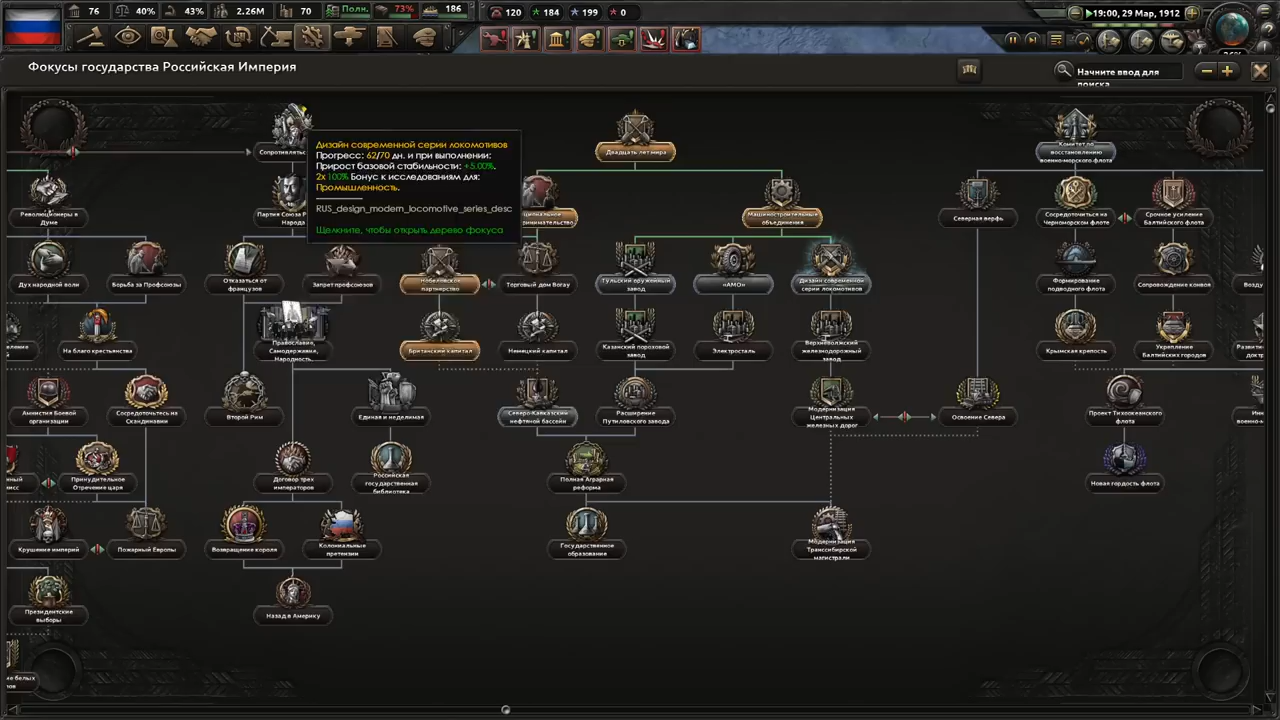 76 40% 43% 2.26M 70 Полн. 73% 186 120 184 199 0 19:00, 29 Мар, 1912
Фокусы государства Российская Империя
Начните ввод для
поиска
Дизайн современной серии локомотивов
Прогресс: 62/70 дн. и при выполнении:
Прирост базовой стабильности: +5.00%.
2x 100% Бонус к исследованиям для:
Промышленность.
RUS_design_modern_locomotive_series_desc
Щелкните, чтобы открыть дерево фокуса
Двадцать лет мира
Комитет по
восстановлению
военно-морского флота
Революционеры в
Думе
Партия Союза Р
Народа
Машиностроительные
объединения
Северная верфь
Сосредоточиться на
Черноморском флоте
Срочное усиление
Балтийского флота
Дух народной воли
Борьба за Профсоюзы
Отказаться от
французов
Запрет профсоюзов
Нобелевское
партнерство
Торговый дом Вогау
Тульский оружейный
завод
«АМО»
Дизайн современной
серии локомотивов
Формирование
подводного флота
Сопровождение конвоя
На благо крестьянства
Православие,
Самодержавие,
Народность.
Британский капитал
Немецкий капитал
Казанский пороховой
завод
Электросталь
Верхневолжский
железнодорожный
завод
Крымская крепость
Укрепление
Балтийских городов
Амнистия Боевой
организации
Сосредоточьтесь на
Скандинавии
Второй Рим
Единая и неделимая
Северо-Кавказский
нефтяной бассейн
Расширение
Путиловского завода
Модернизация
Центральных
железных дорог
Освоение Севера
Проект Тихоокеанского
флота
Принудительное
Отречение царя
Договор трех
императоров
Российская
государственная
библиотека
Полная Аграрная
реформа
Новая гордость флота
Крушение империй
Пожарный Европы
Возвращение короля
Колониальные
претензии
Государственное
образование
Модернизация
Транссибирской
магистрали
Президентские
выборы
Назад в Америку